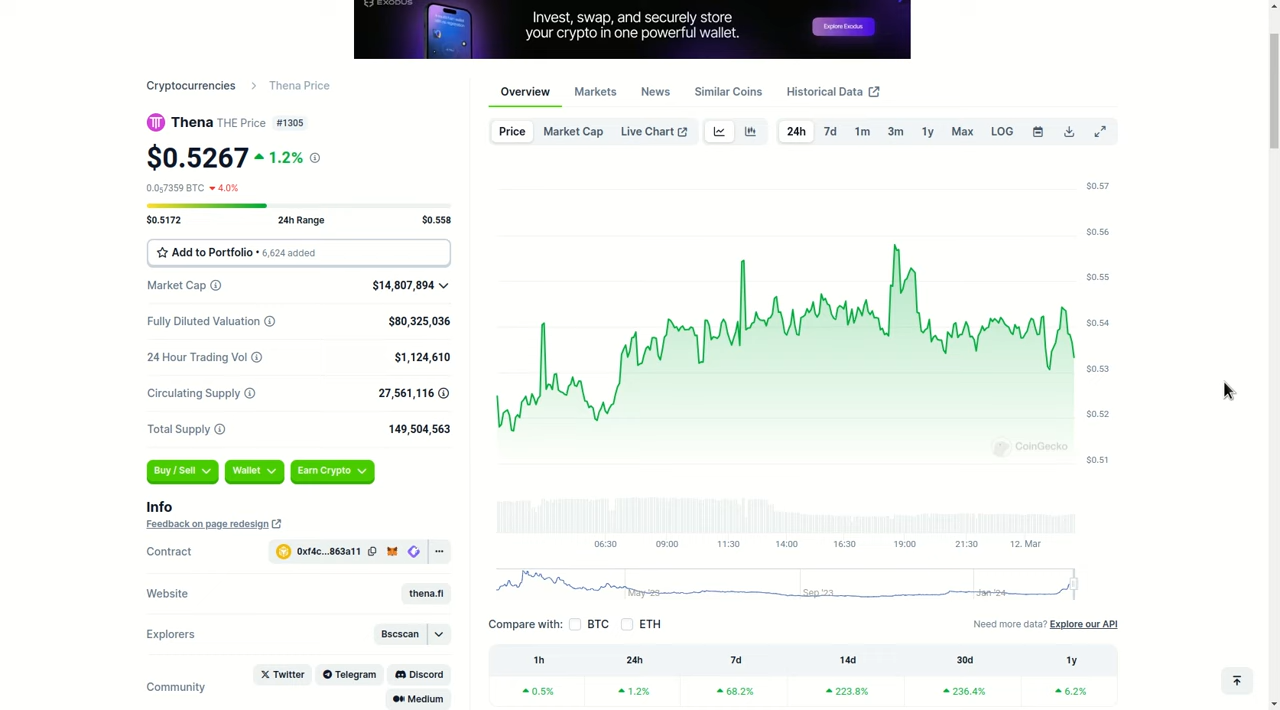 EXODUS
Invest, swap, and securely store
your crypto in one powerful wallet.
Explore Exodus
Cryptocurrencies > Thena Price
Thena THE Price #1305
$0.5267 1.2%
0.0₅7359 BTC 4.0%
$0.5172 24h Range $0.558
Add to Portfolio • 6,624 added
Market Cap $14,807,894
Fully Diluted Valuation $80,325,036
24 Hour Trading Vol $1,124,610
Circulating Supply 27,561,116
Total Supply 149,504,563
Buy / Sell Wallet Earn Crypto
Info
Feedback on page redesign
Contract 0xf4c...863a11
Website thena.fi
Explorers Bscscan
Community Twitter Telegram Discord
Medium
Overview Markets News Similar Coins Historical Data
Price Market Cap Live Chart 24h 7d 1m 3m 1y Max LOG
$0.57
$0.56
$0.55
$0.54
$0.53
$0.52
CoinGecko
$0.51
06:30 09:00 11:30 14:00 16:30 19:00 21:30 12. Mar
May '23 Sep '23 Jan '24
Compare with: BTC ETH Need more data? Explore our API
1h 24h 7d 14d 30d 1y
0.5% 1.2% 68.2% 223.8% 236.4% 6.2%